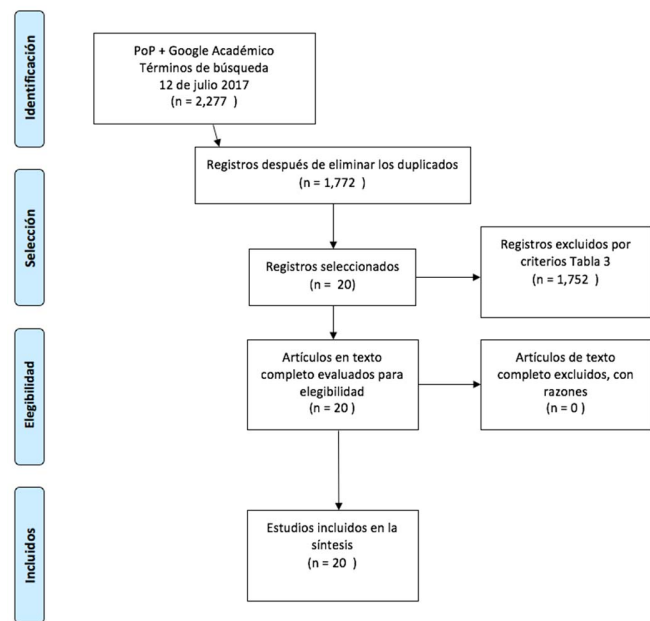 Identificación
PoP + Google Académico
Términos de búsqueda
12 de julio 2017
(n = 2,277 )
Registros después de eliminar los duplicados
(n = 1,772 )
Selección
Registros seleccionados
(n = 20)
Registros excluidos por
criterios Tabla 3
(n = 1,752 )
Elegibilidad
Artículos en texto
completo evaluados para
elegibilidad
(n = 20 )
Artículos de texto
completo excluidos, con
razones
(n = 0 )
Incluidos
Estudios incluidos en la
síntesis
(n = 20 )